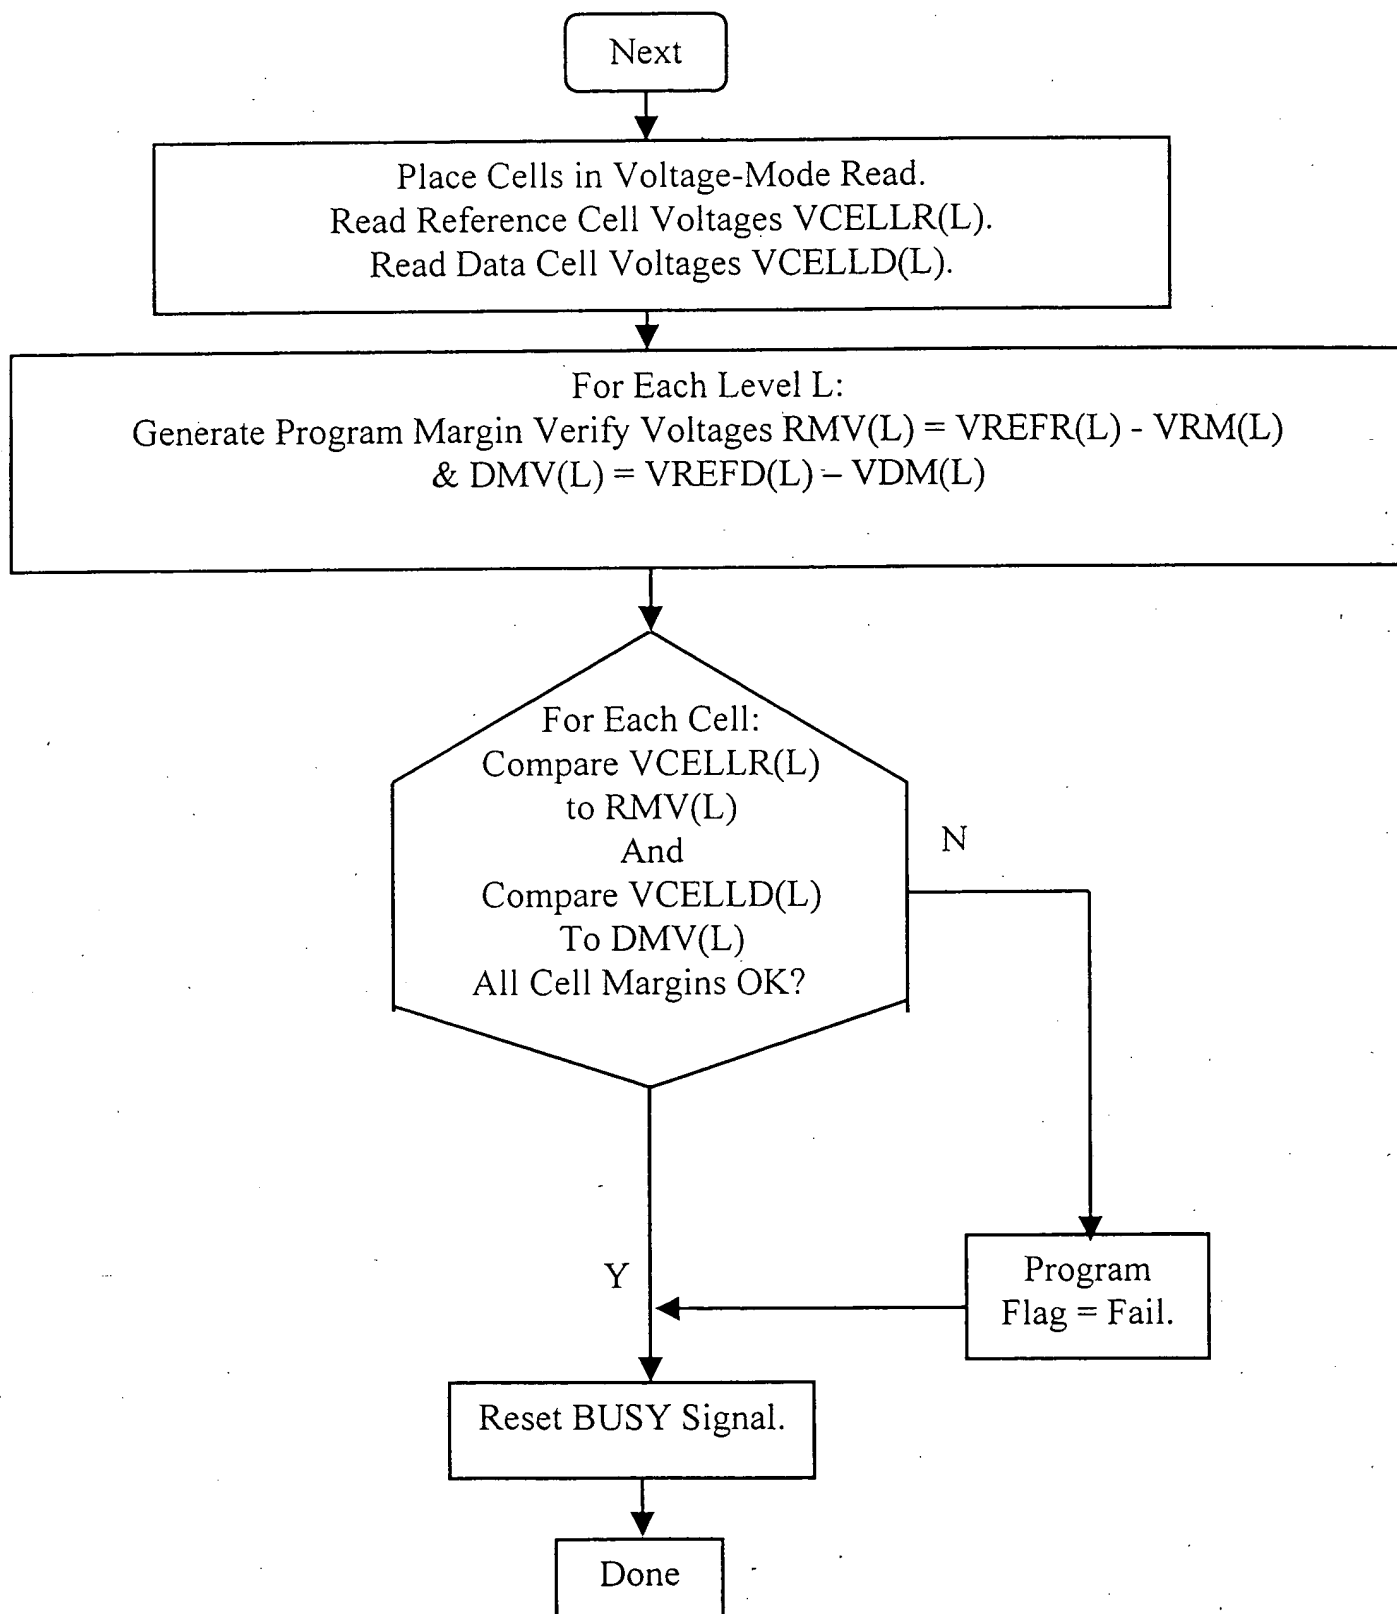 Next
Place Cells in Voltage-Mode Read.
Read Reference Cell Voltages VCELLR(L).
Read Data Cell Voltages VCELLD(L).
For Each Level L:
Generate Program Margin Verify Voltages RMV(L) = VREFR(L) - VRM(L)
& DMV(L) = VREFD(L) – VDM(L)
For Each Cell:
Compare VCELLR(L)
to RMV(L)
And
Compare VCELLD(L)
To DMV(L)
All Cell Margins OK?
N
Y
Program
Flag = Fail.
Reset BUSY Signal.
Done